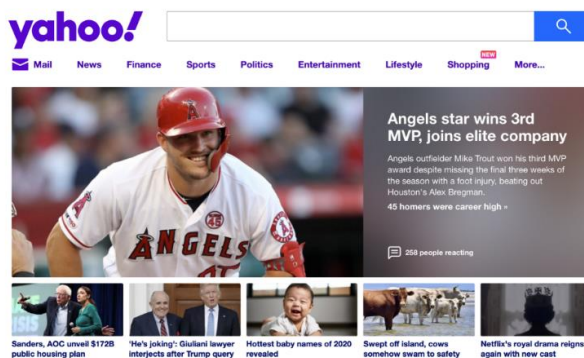 yahoo!
Mail News Finance Sports Politics Entertainment Lifestyle Shopping NEW More...
Angels star wins 3rd
MVP, joins elite company
Angels outfielder Mike Trout won his third MVP
award despite missing the final three weeks of
the season with a foot injury, beating out
Houston's Alex Bregman.
45 homers were career high »
258 people reacting
ANGELS
45
Sanders, AOC unveil $172B
public housing plan
'He's joking': Giuliani lawyer
interjects after Trump query
Hottest baby names of 2020
revealed
Swept off island, cows
somehow swam to safety
Netflix's royal drama reigns
again with new cast